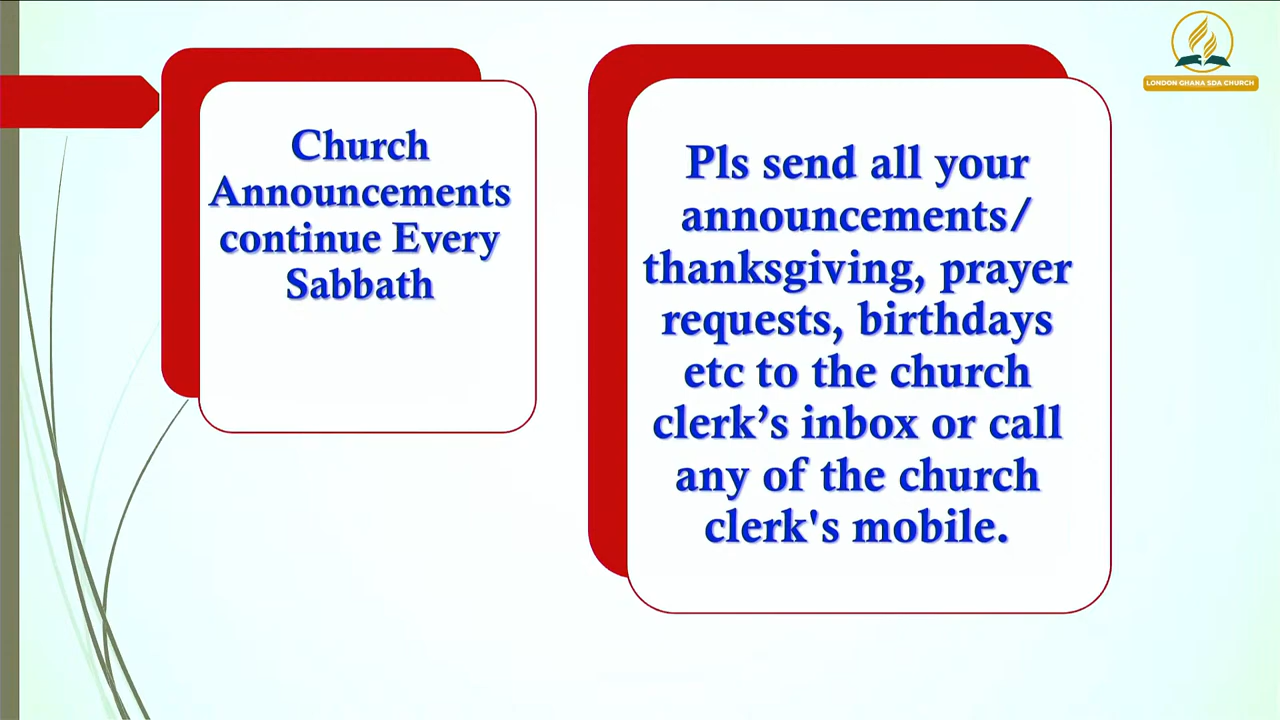 Church
Announcements
continue Every
Sabbath
Pls send all your
announcements/
thanksgiving, prayer
requests, birthdays
etc to the church
clerk’s inbox or call
any of the church
clerk's mobile.
LONDON GHANA SDA CHURCH